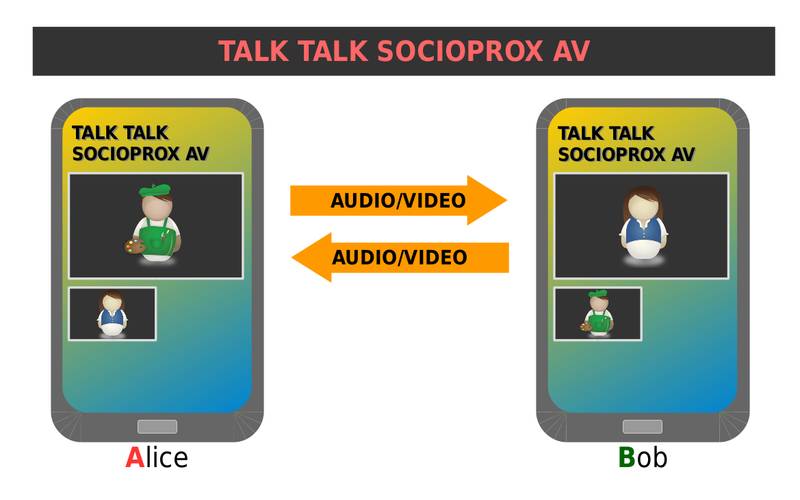 TALK TALK SOCIOPROX AV
TALK TALK
SOCIOPROX AV
AUDIO/VIDEO
AUDIO/VIDEO
TALK TALK
SOCIOPROX AV
Alice
Bob